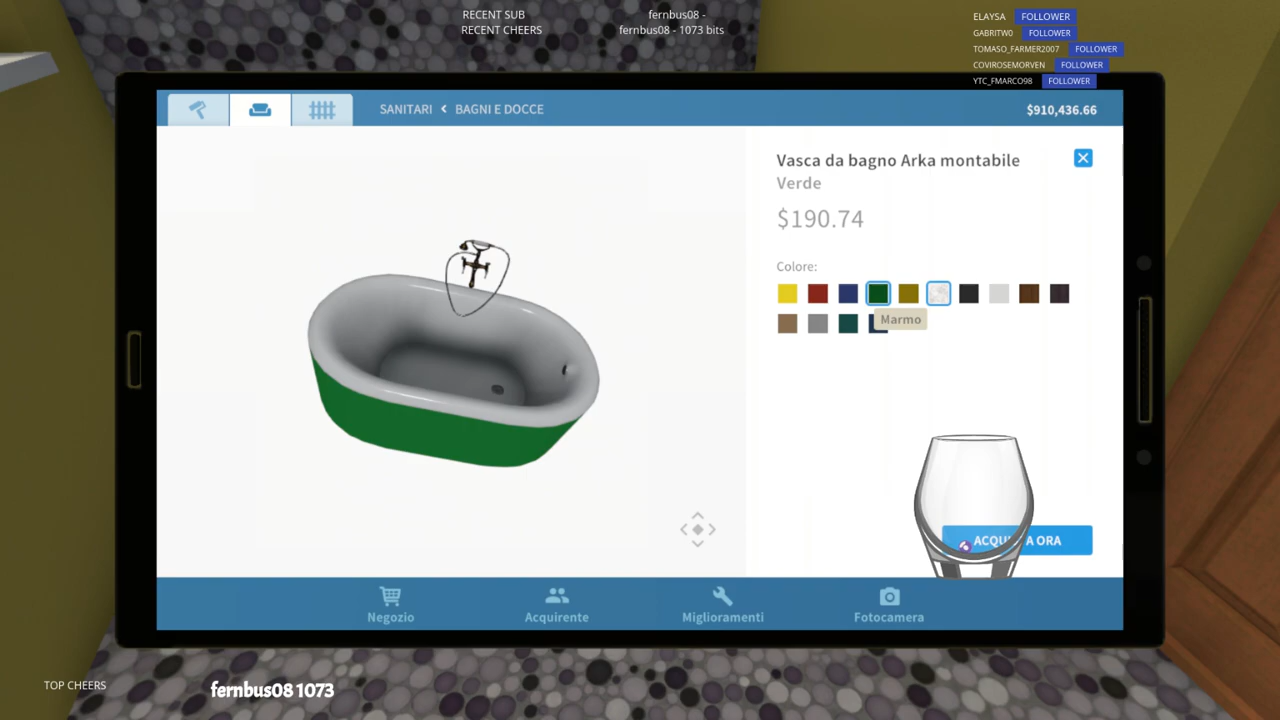 RECENT SUB
fernbus08 -
RECENT CHEERS
fernbus08 - 1073 bits
ELAYSA FOLLOWER
GABRITW0 FOLLOWER
TOMASO_FARMER2007 FOLLOWER
COVIROSEMORVEN FOLLOWER
YTC_FMARCO98 FOLLOWER
SANITARI < BAGNI E DOCCE
$910,436.66
Vasca da bagno Arka montabile
Verde
$190.74
Colore:
Marmo
ACQUISTA ORA
Negozio
Acquirente
Miglioramenti
Fotocamera
TOP CHEERS
fernbus08 1073